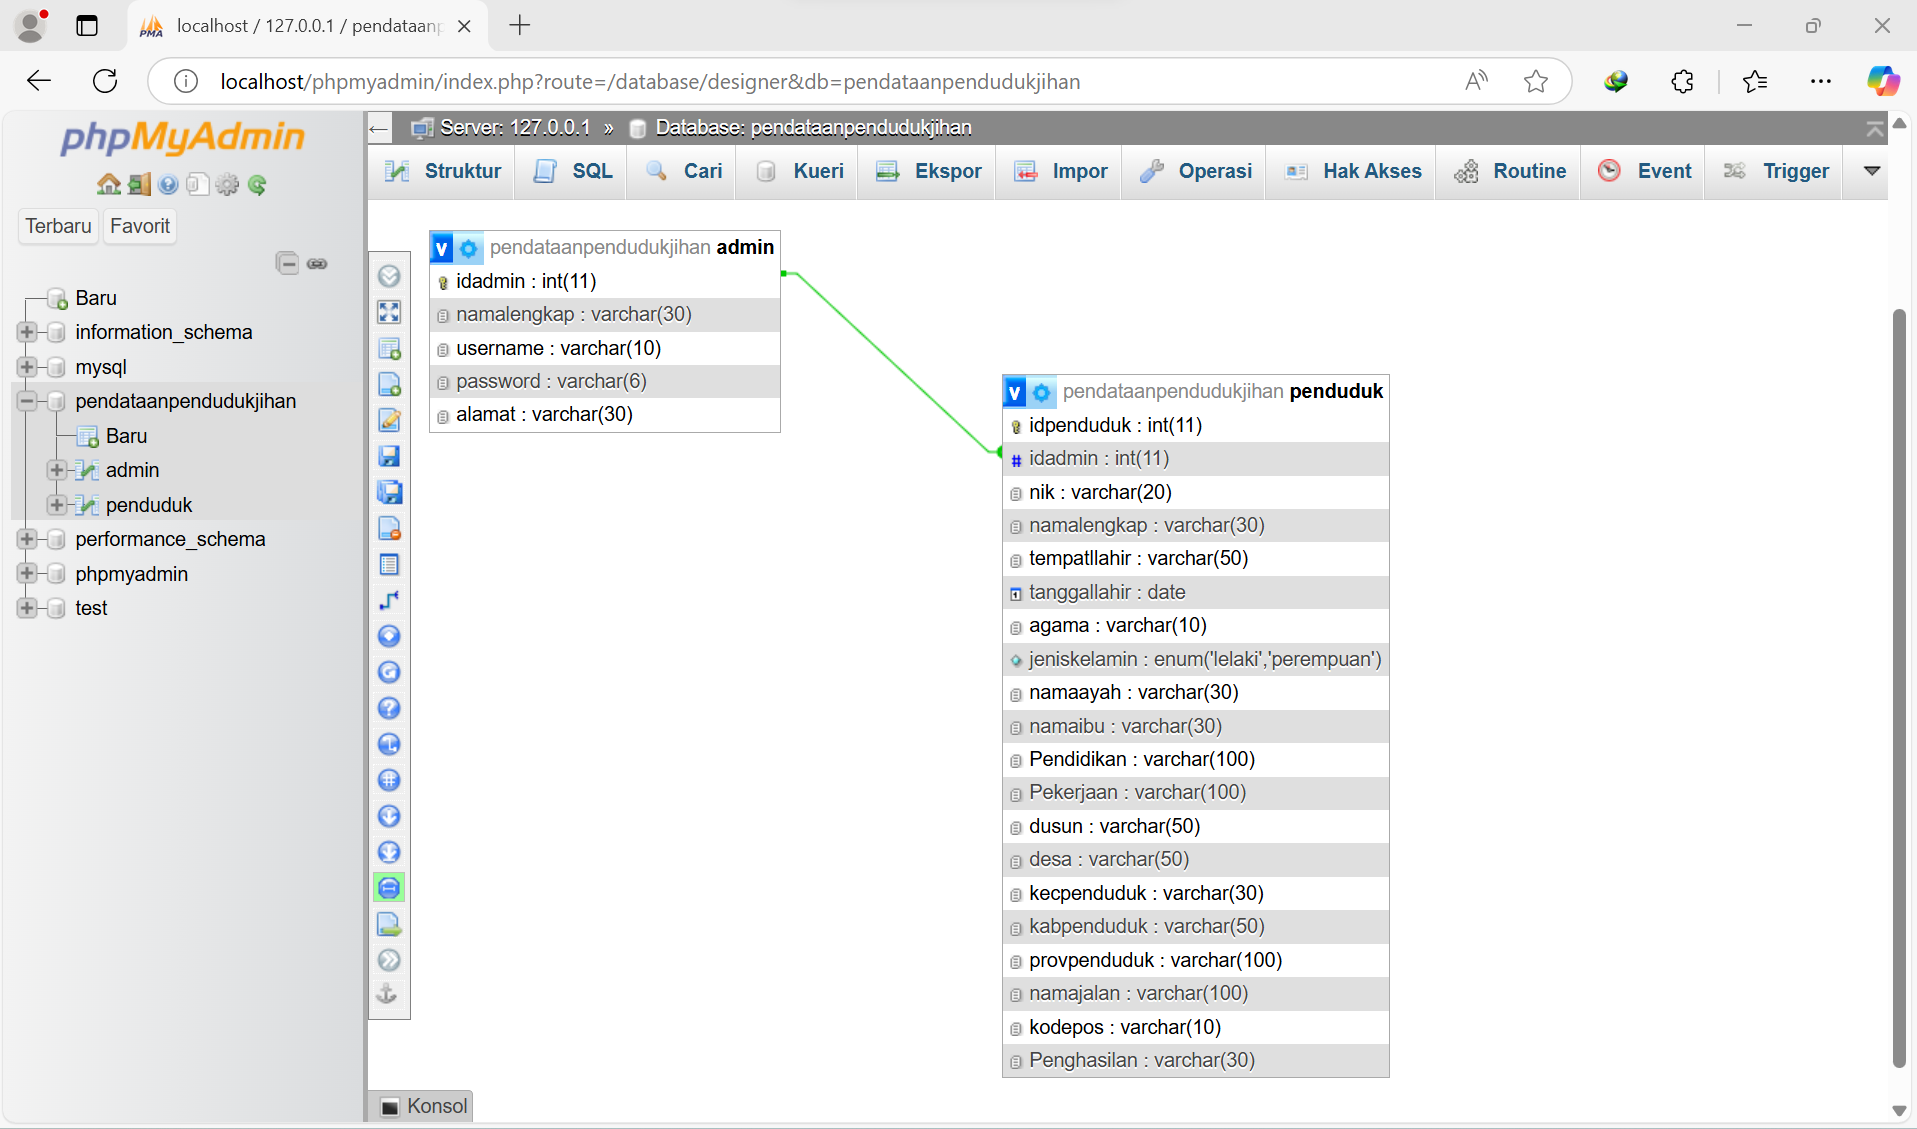 localhost / 127.0.0.1 / pendataanp
localhost/phpmyadmin/index.php?route=/database/designer&db=pendataanpendudukjihan
phpMyAdmin
Terbaru
Favorit
Baru
information_schema
mysql
pendataanpendudukjihan
Baru
admin
penduduk
performance_schema
phpmyadmin
test
Server: 127.0.0.1 » Database: pendataanpendudukjihan
Struktur SQL Cari Kueri Ekspor Impor Operasi Hak Akses Routine Event Trigger
pendataanpendudukjihan admin
idadmin : int(11)
namalengkap : varchar(30)
username : varchar(10)
password : varchar(6)
alamat : varchar(30)
pendataanpendudukjihan penduduk
idpenduduk : int(11)
idadmin : int(11)
nik : varchar(20)
namalengkap : varchar(30)
tempatllahir : varchar(50)
tanggallahir : date
agama : varchar(10)
jeniskelamin : enum('lelaki','perempuan')
namaayah : varchar(30)
namaibu : varchar(30)
Pendidikan : varchar(100)
Pekerjaan : varchar(100)
dusun : varchar(50)
desa : varchar(50)
kecpenduduk : varchar(30)
kabpenduduk : varchar(50)
provpenduduk : varchar(100)
namajalan : varchar(100)
kodepos : varchar(10)
Penghasilan : varchar(30)
Konsol